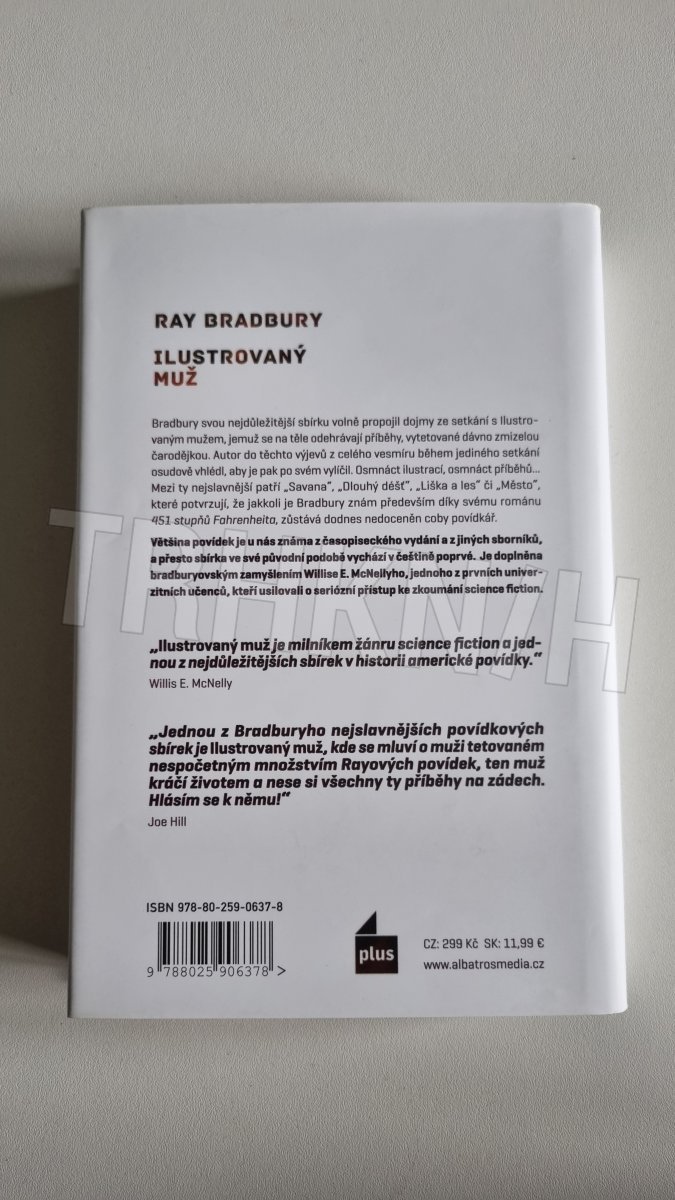 RAY BRADBURY
ILUSTROVANÝ
MUŽ
Bradbury svou nejdůležitější sbírku volně propojil dojmy ze setkání s Ilustro-
vaným mužem, jemuž se na těle odehrávají příběhy, vytetované dávno zmizelou
čarodějkou. Autor do těchto výjevů z celého vesmíru během jediného setkání
osudově vhlédl, aby je pak po svém vylíčil. Osmnáct ilustrací, osmnáct příběhů...
Mezi ty nejslavnější patří „Savana“, „Dlouhý déšť“, „Liška a les“ či „Město“,
které potvrzují, že jakkoli je Bradbury znám především díky svému románu
451 stupňů Fahrenheita, zůstává dodnes nedoceněn coby povídkář.
Většina povídek je u nás známa z časopiseckého vydání a z jiných sborníků,
a přesto sbírka ve své původní podobě vychází v češtině poprvé. Je doplněna
bradburyovským zamyšlením Willise E. McNellyho, jednoho z prvních univer-
zitních učenců, kteří usilovali o seriózní přístup ke zkoumání science fiction.
TRHKNIH
„Ilustrovaný muž je milníkem žánru science fiction a jed-
nou z nejdůležitějších sbírek v historii americké povídky.“
Willis E. McNelly
„Jednou z Bradburyho nejslavnějších povídkových
sbírek je Ilustrovaný muž, kde se mluví o muži tetovaném
nespočetným množstvím Rayových povídek, ten muž
kráčí životem a nese si všechny ty příběhy na zádech.
Hlásím se k němu!“
Joe Hill
ISBN 978-80-259-0637-8
9 788025 906378 >
plus
CZ: 299 Kč SK: 11,99 €
www.albatrosmedia.cz